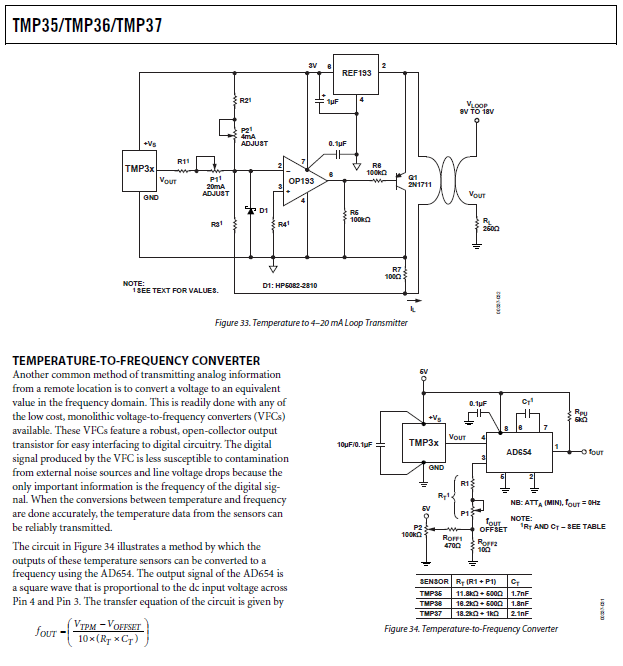 TMP35/TMP36/TMP37
3V
6
REF193
2
4
1µF
R2¹
P2¹
4mA
ADJUST
0.1µF
VLOOP
9V TO 18V
+VS
TMP3x
VOUT
GND
R1¹
P1¹
20mA
ADJUST
2
7
OP193
6
3
4
R6
100kΩ
Q1
2N1711
VOUT
D1
R3¹
R4¹
R5
100kΩ
RL
250Ω
R7
100Ω
IL
NOTE:
¹SEE TEXT FOR VALUES.
D1: HP5082-2810
Figure 33. Temperature to 4–20 mA Loop Transmitter
TEMPERATURE-TO-FREQUENCY CONVERTER
Another common method of transmitting analog information
from a remote location is to convert a voltage to an equivalent
value in the frequency domain. This is readily done with any of
the low cost, monolithic voltage-to-frequency converters (VFCs)
available. These VFCs feature a robust, open-collector output
transistor for easy interfacing to digital circuitry. The digital
signal produced by the VFC is less susceptible to contamination
from external noise sources and line voltage drops because the
only important information is the frequency of the digital sig-
nal. When the conversions between temperature and frequency
are done accurately, the temperature data from the sensors can
be reliably transmitted.
The circuit in Figure 34 illustrates a method by which the
outputs of these temperature sensors can be converted to a
frequency using the AD654. The output signal of the AD654 is
a square wave that is proportional to the dc input voltage across
Pin 4 and Pin 3. The transfer equation of the circuit is given by
fOUT = (VTPM − VOFFSET / 10×(RT × CT))
5V
0.1µF
CT¹
RPU
5kΩ
10µF/0.1µF
+VS
TMP3x
VOUT
GND
8
6
7
4
AD654
1
fOUT
3
5
2
RT¹
R1
P1
NB: ATTA (MIN), fOUT = 0Hz
NOTE:
¹RT AND CT – SEE TABLE
5V
P2
100kΩ
fOUT
OFFSET
ROFF1
470Ω
ROFF2
10Ω
SENSOR RT (R1 + P1) CT
TMP35 11.8kΩ + 500Ω 1.7nF
TMP36 16.2kΩ + 500Ω 1.8nF
TMP37 18.2kΩ + 1kΩ 2.1nF
Figure 34. Temperature-to-Frequency Converter